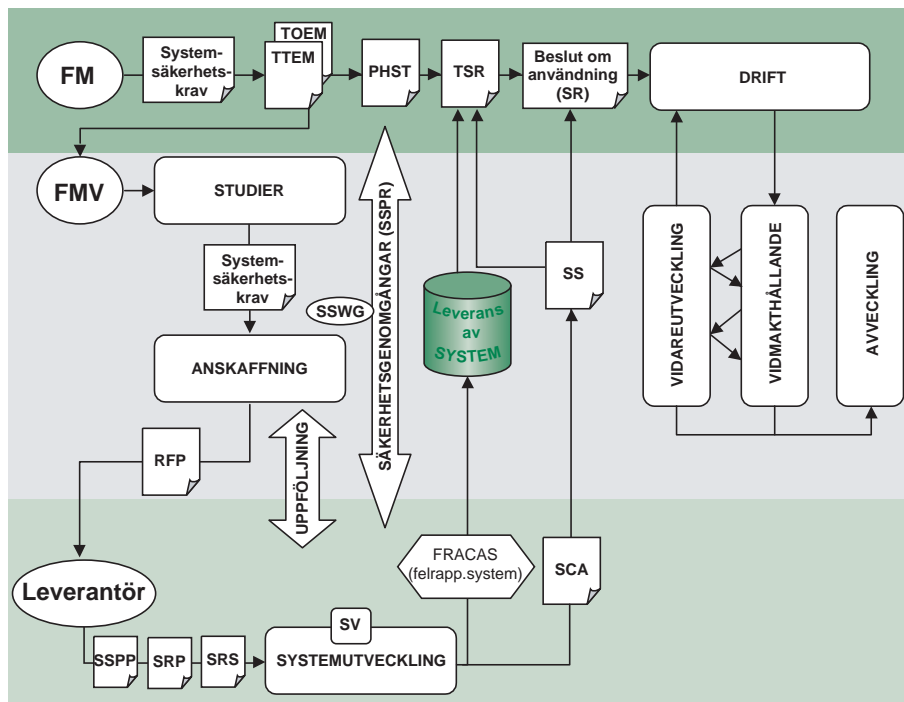 FM
System-
säkerhets-
krav
TOEM
TTEM
PHST
TSR
Beslut om
användning
(SR)
DRIFT
FMV
STUDIER
System-
säkerhets-
krav
ANSKAFFNING
RFP
UPPFÖLJNING
SSWG
SÄKERHETSGENOMGÅNGAR (SSPR)
Leverans
av
SYSTEM
SS
VIDAREUTVECKLING
VIDMAKTHÅLLANDE
AVVECKLING
Leverantör
SSPP
SRP
SRS
SV
SYSTEMUTVECKLING
FRACAS
(felrapp.system)
SCA